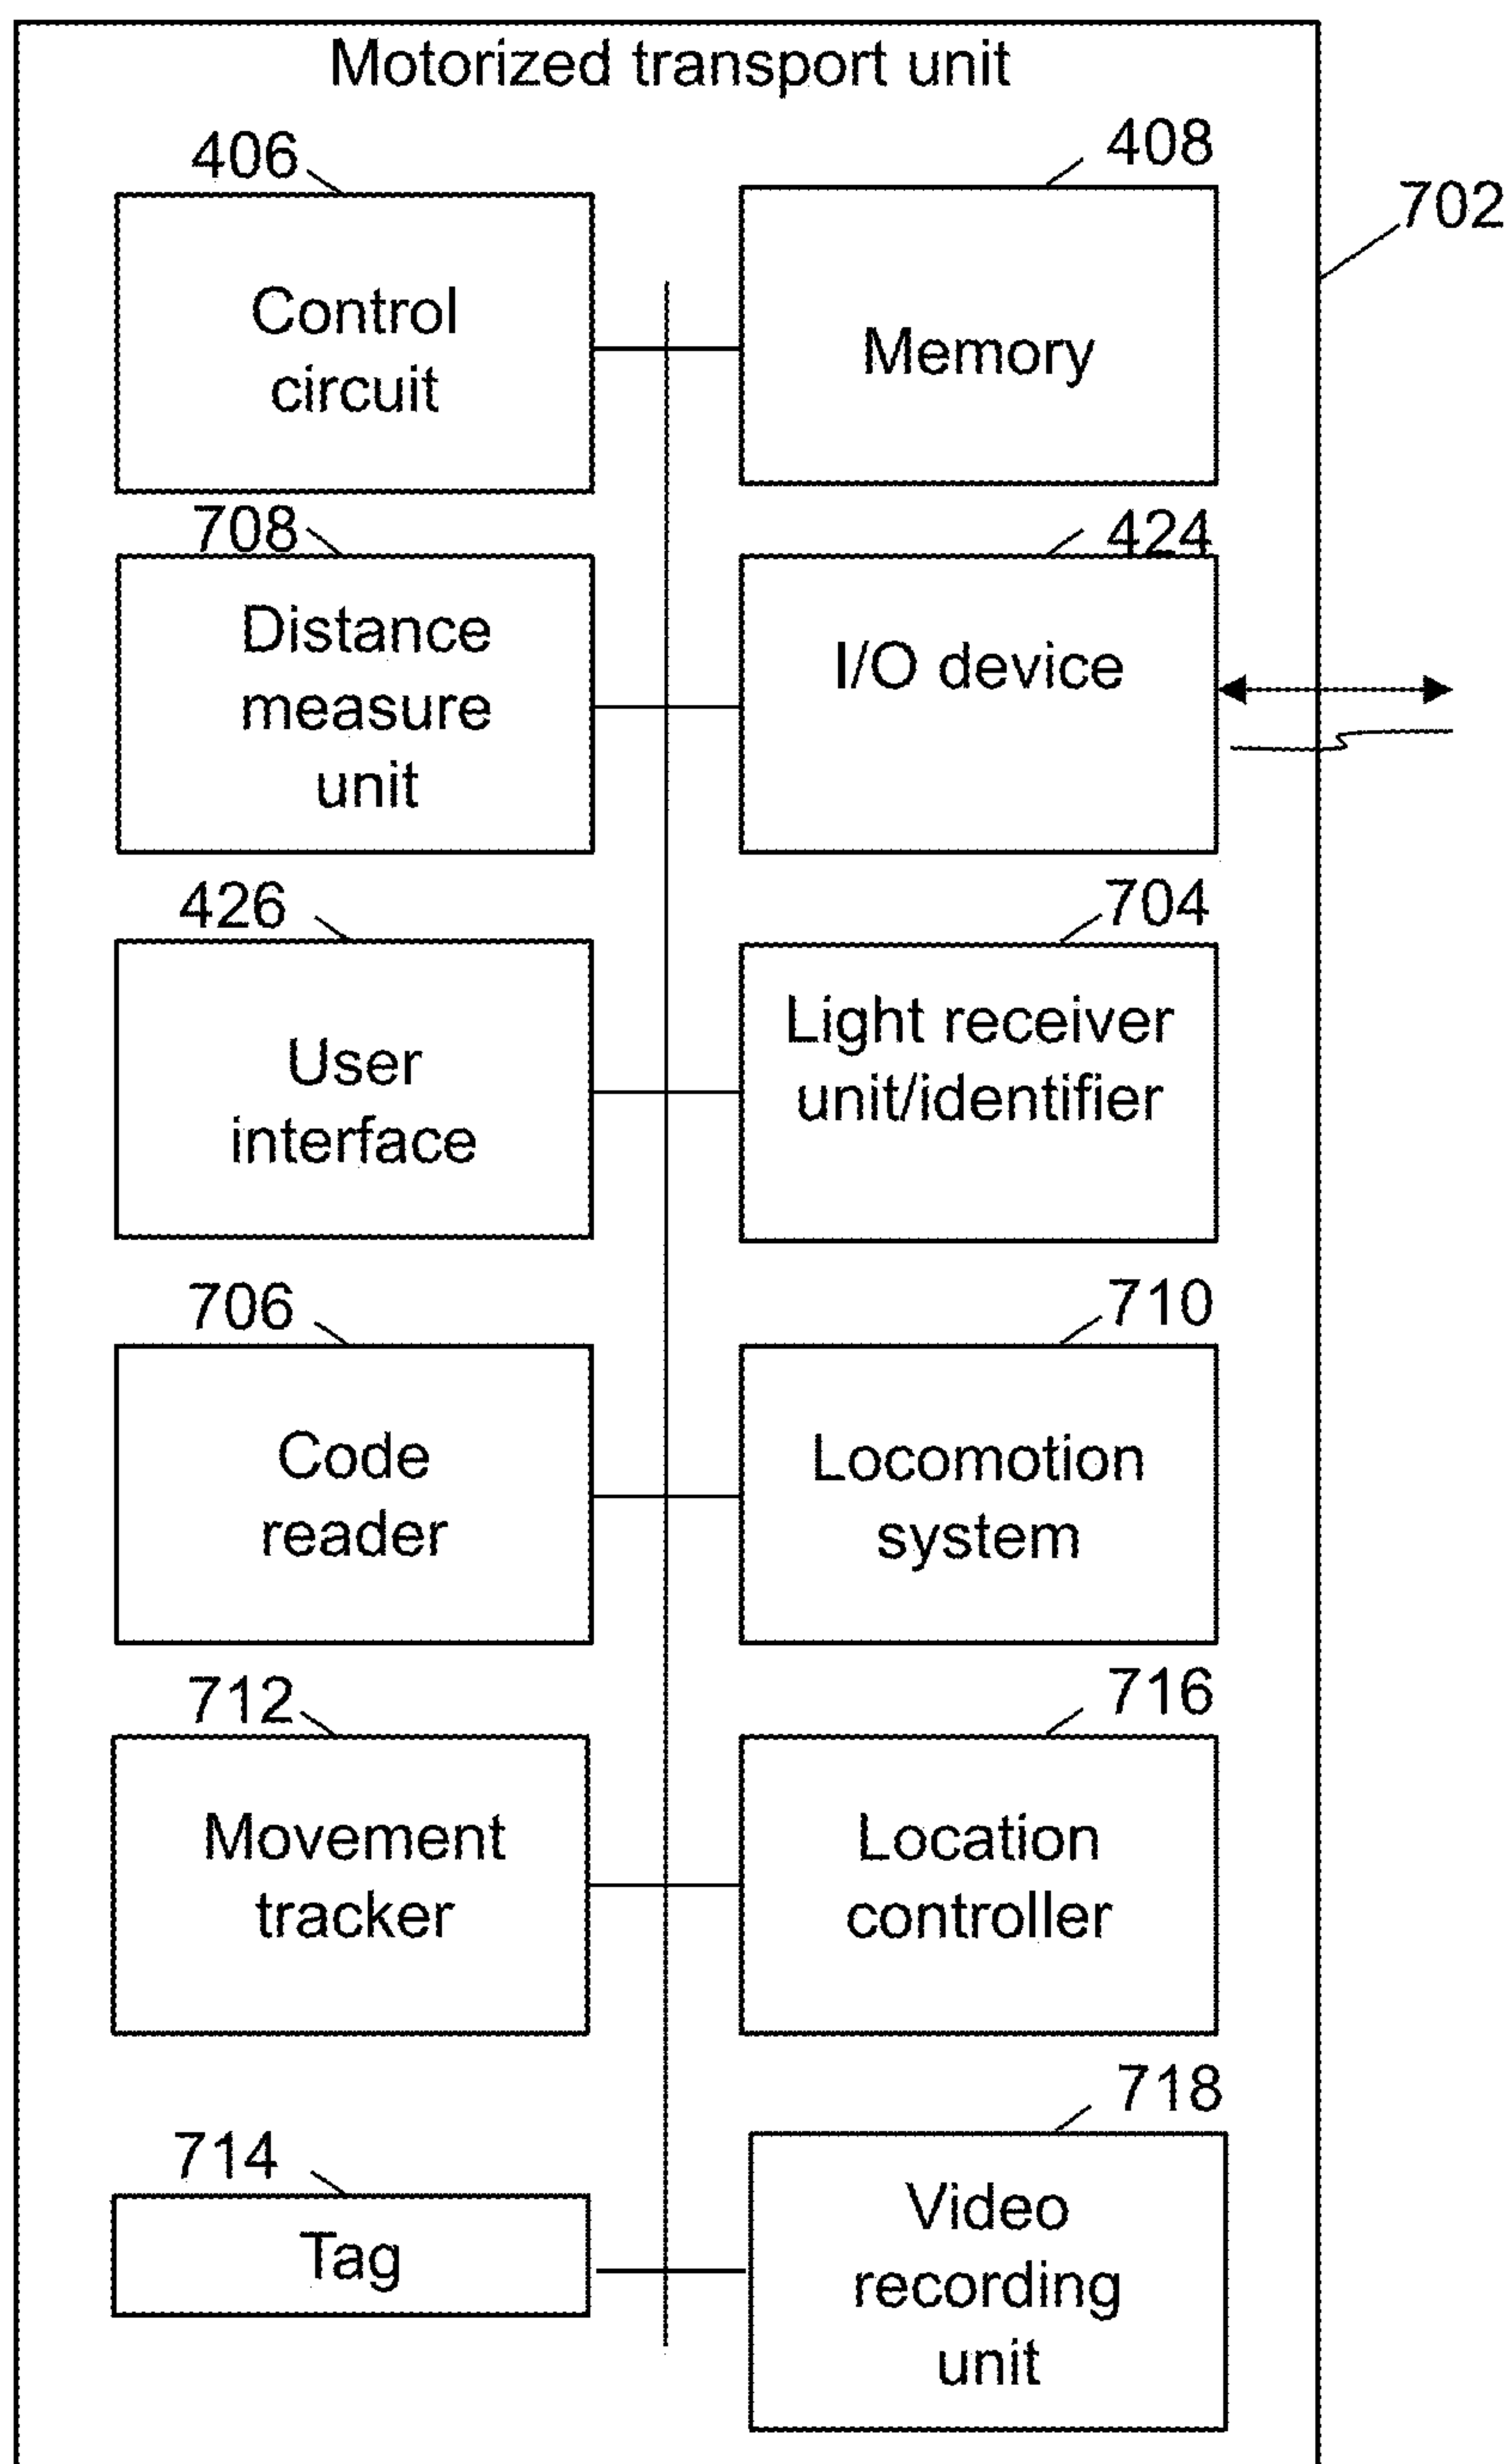 Motorized transport unit
406
408
702
Control
circuit
Memory
708
424
Distance
measure
unit
I/O device
426
704
User
interface
Light receiver
unit/identifier
706
710
Code
reader
Locomotion
system
712
716
Movement
tracker
Location
controller
714
718
Tag
Video
recording
unit